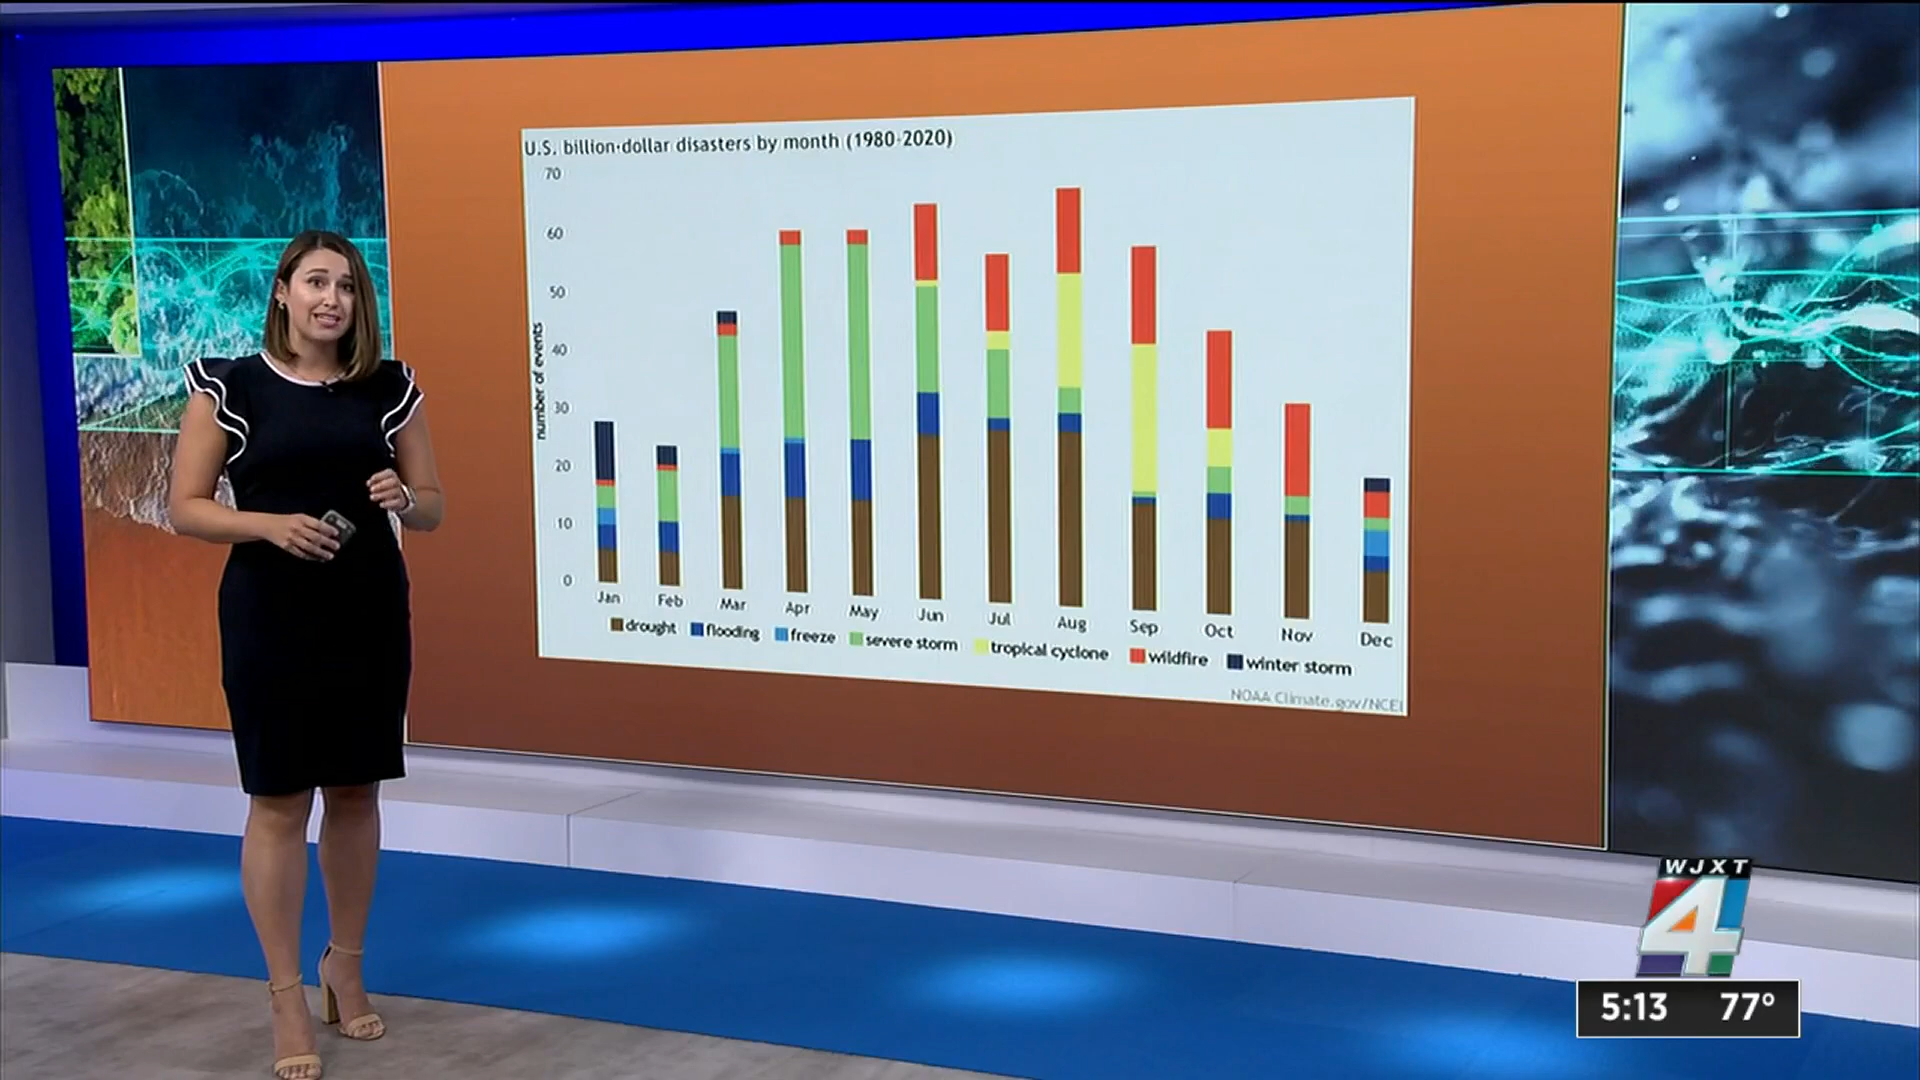 U.S. billion-dollar disasters by month (1980-2020)
number of events
70
60
50
40
30
20
10
0
Jan Feb Mar Apr May Jun Jul Aug Sep Oct Nov Dec
drought flooding freeze severe storm tropical cyclone wildfire winter storm
NOAA Climate.gov/NCEI
WJXT
4
5:13 77°